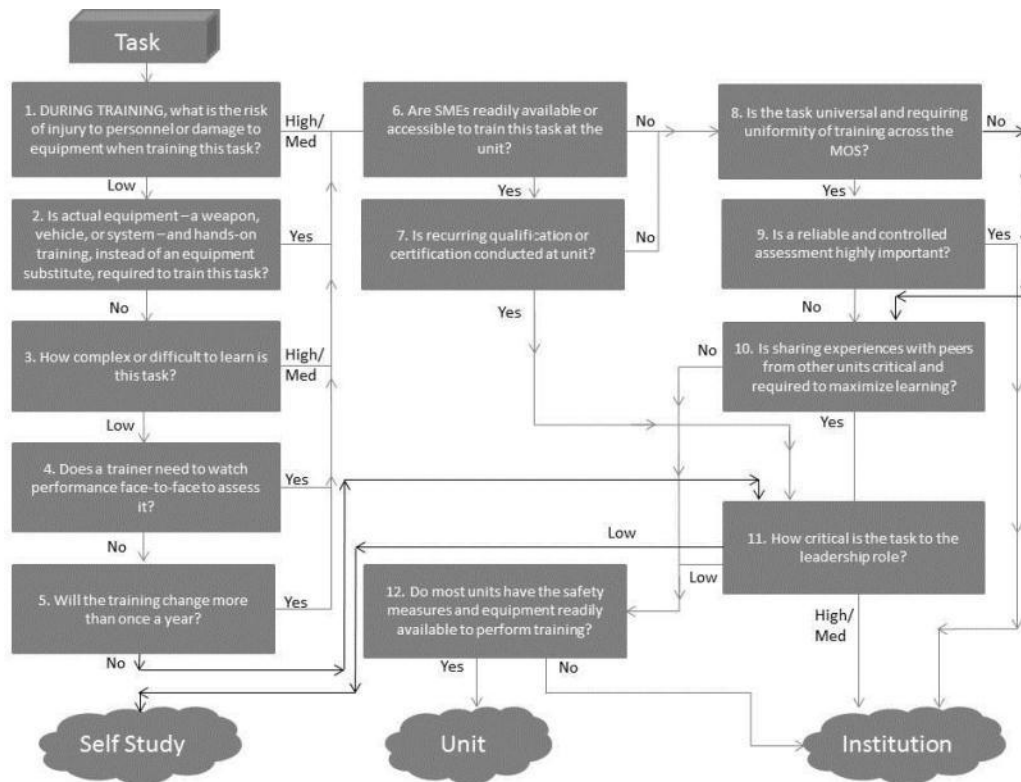 Task
1. DURING TRAINING, what is the risk
of injury to personnel or damage to
equipment when training this task?
High/
Med
Low
2. Is actual equipment – a weapon,
vehicle, or system – and hands-on
training, instead of an equipment
substitute, required to train this task?
Yes
No
3. How complex or difficult to learn is
this task?
High/
Med
Low
4. Does a trainer need to watch
performance face-to-face to assess
it?
Yes
No
5. Will the training change more
than once a year?
Yes
No
Self Study
6. Are SMEs readily available or
accessible to train this task at the
unit?
No
Yes
7. Is recurring qualification or
certification conducted at unit?
No
Yes
8. Is the task universal and requiring
uniformity of training across the
MOS?
No
Yes
9. Is a reliable and controlled
assessment highly important?
Yes
No
10. Is sharing experiences with peers
from other units critical and
required to maximize learning?
No
Yes
11. How critical is the task to the
leadership role?
Low
Low
High/
Med
12. Do most units have the safety
measures and equipment readily
available to perform training?
Yes
No
Unit
Institution